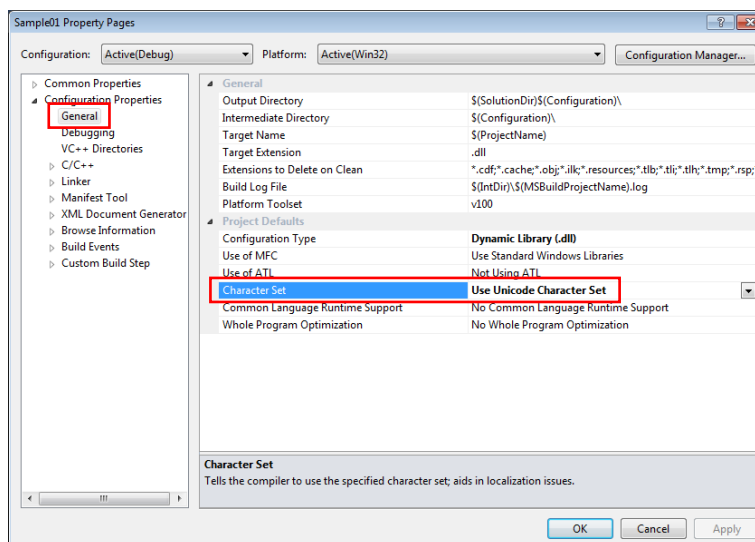 Sample01 Property Pages
Configuration: Active(Debug) Platform: Active(Win32) Configuration Manager...
Common Properties
Configuration Properties
General
Debugging
VC++ Directories
C/C++
Linker
Manifest Tool
XML Document Generator
Browse Information
Build Events
Custom Build Step
General
Output Directory $(SolutionDir)$(Configuration)\
Intermediate Directory $(Configuration)\
Target Name $(ProjectName)
Target Extension .dll
Extensions to Delete on Clean *.cdf;*.cache;*.obj;*.ilk;*.resources;*.tlb;*.tli;*.tlh;*.tmp;*.rsp;
Build Log File $(IntDir)\$(MSBuildProjectName).log
Platform Toolset v100
Project Defaults
Configuration Type Dynamic Library (.dll)
Use of MFC Use Standard Windows Libraries
Use of ATL Not Using ATL
Character Set Use Unicode Character Set
Common Language Runtime Support No Common Language Runtime Support
Whole Program Optimization No Whole Program Optimization
Character Set
Tells the compiler to use the specified character set; aids in localization issues.
OK Cancel Apply